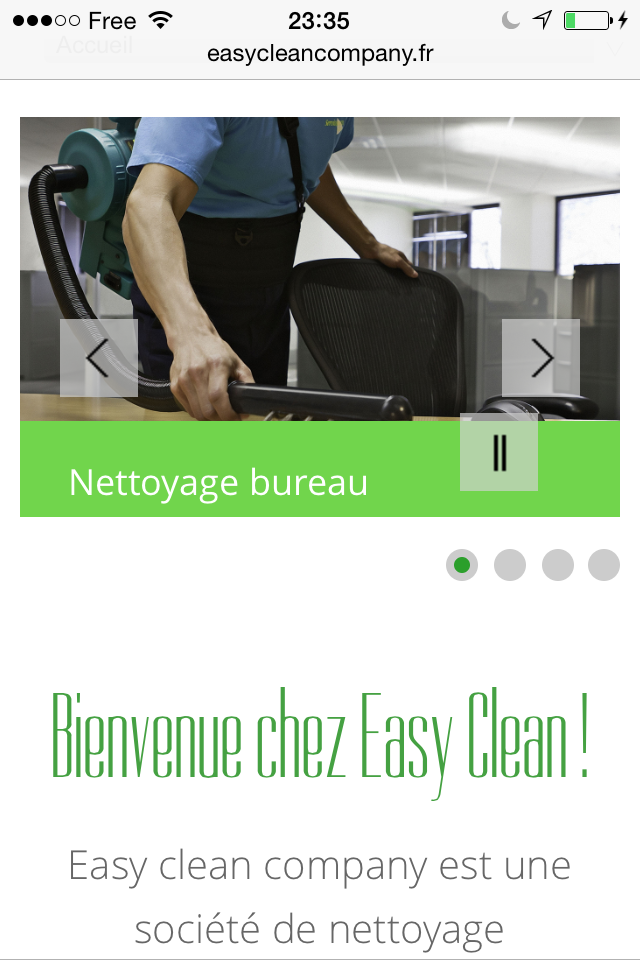 Free 23:35
Accueil
easycleancompany.fr
Nettoyage bureau
Bienvenue chez Easy Clean !
Easy clean company est une
société de nettoyage